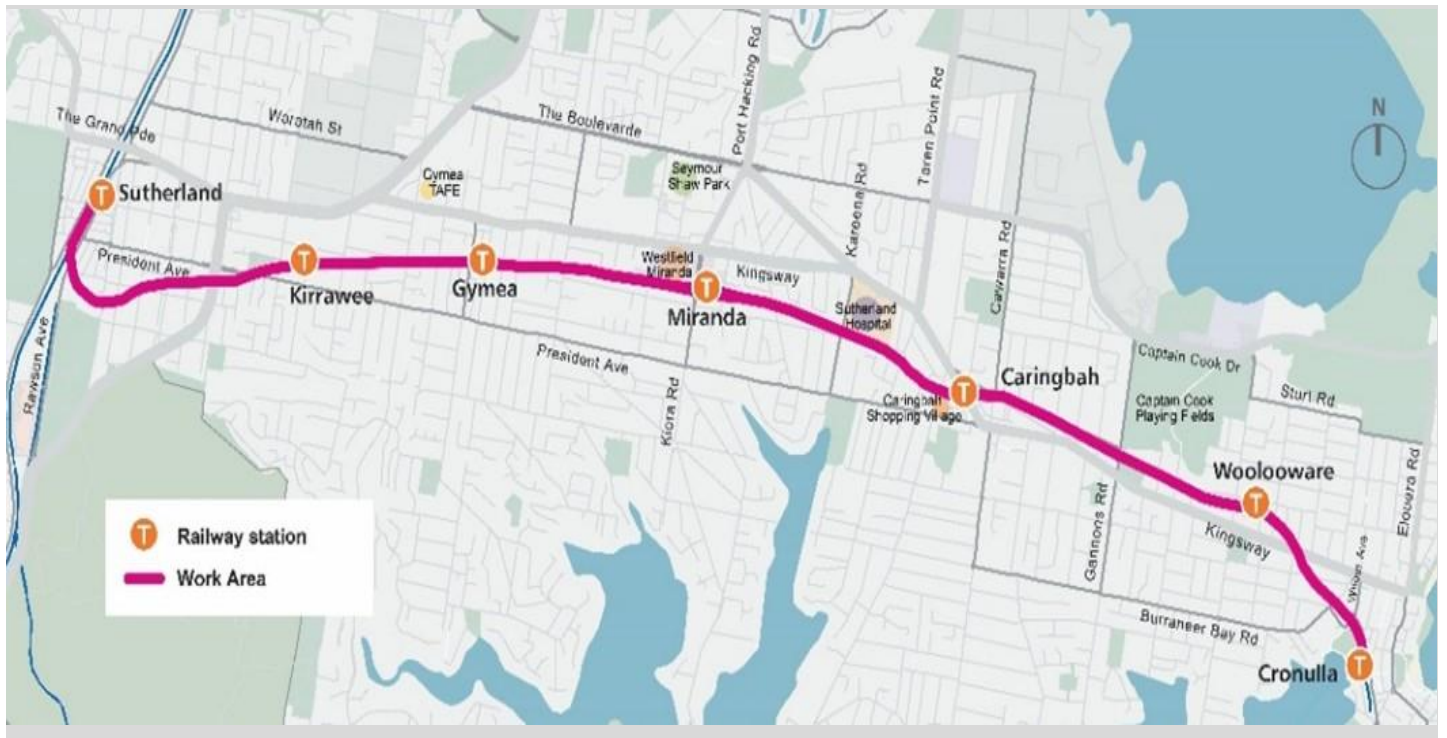 Port Hacking Rd
Taren Point Rd
The Boulevarde
The Grand Pde
Waratah St
N
Gymea
TAFE
Seymour
Shaw Park
Kareena Rd
T Sutherland
President Ave
T
Kirrawee
T
Gymea
Westfield
Miranda
Kingsway
T
Miranda
Sutherland
Hospital
Cawarra Rd
Rawson Ave
President Ave
Kiora Rd
Captain Cook Dr
T
Caringbah
Caringbah
Shopping Village
Captain Cook
Playing Fields
Sturt Rd
Elouera Rd
Woolooware
T
Gannons Rd
Kingsway
T Railway station
Work Area
Wilson Ave
Burraneer Bay Rd
Cronulla T